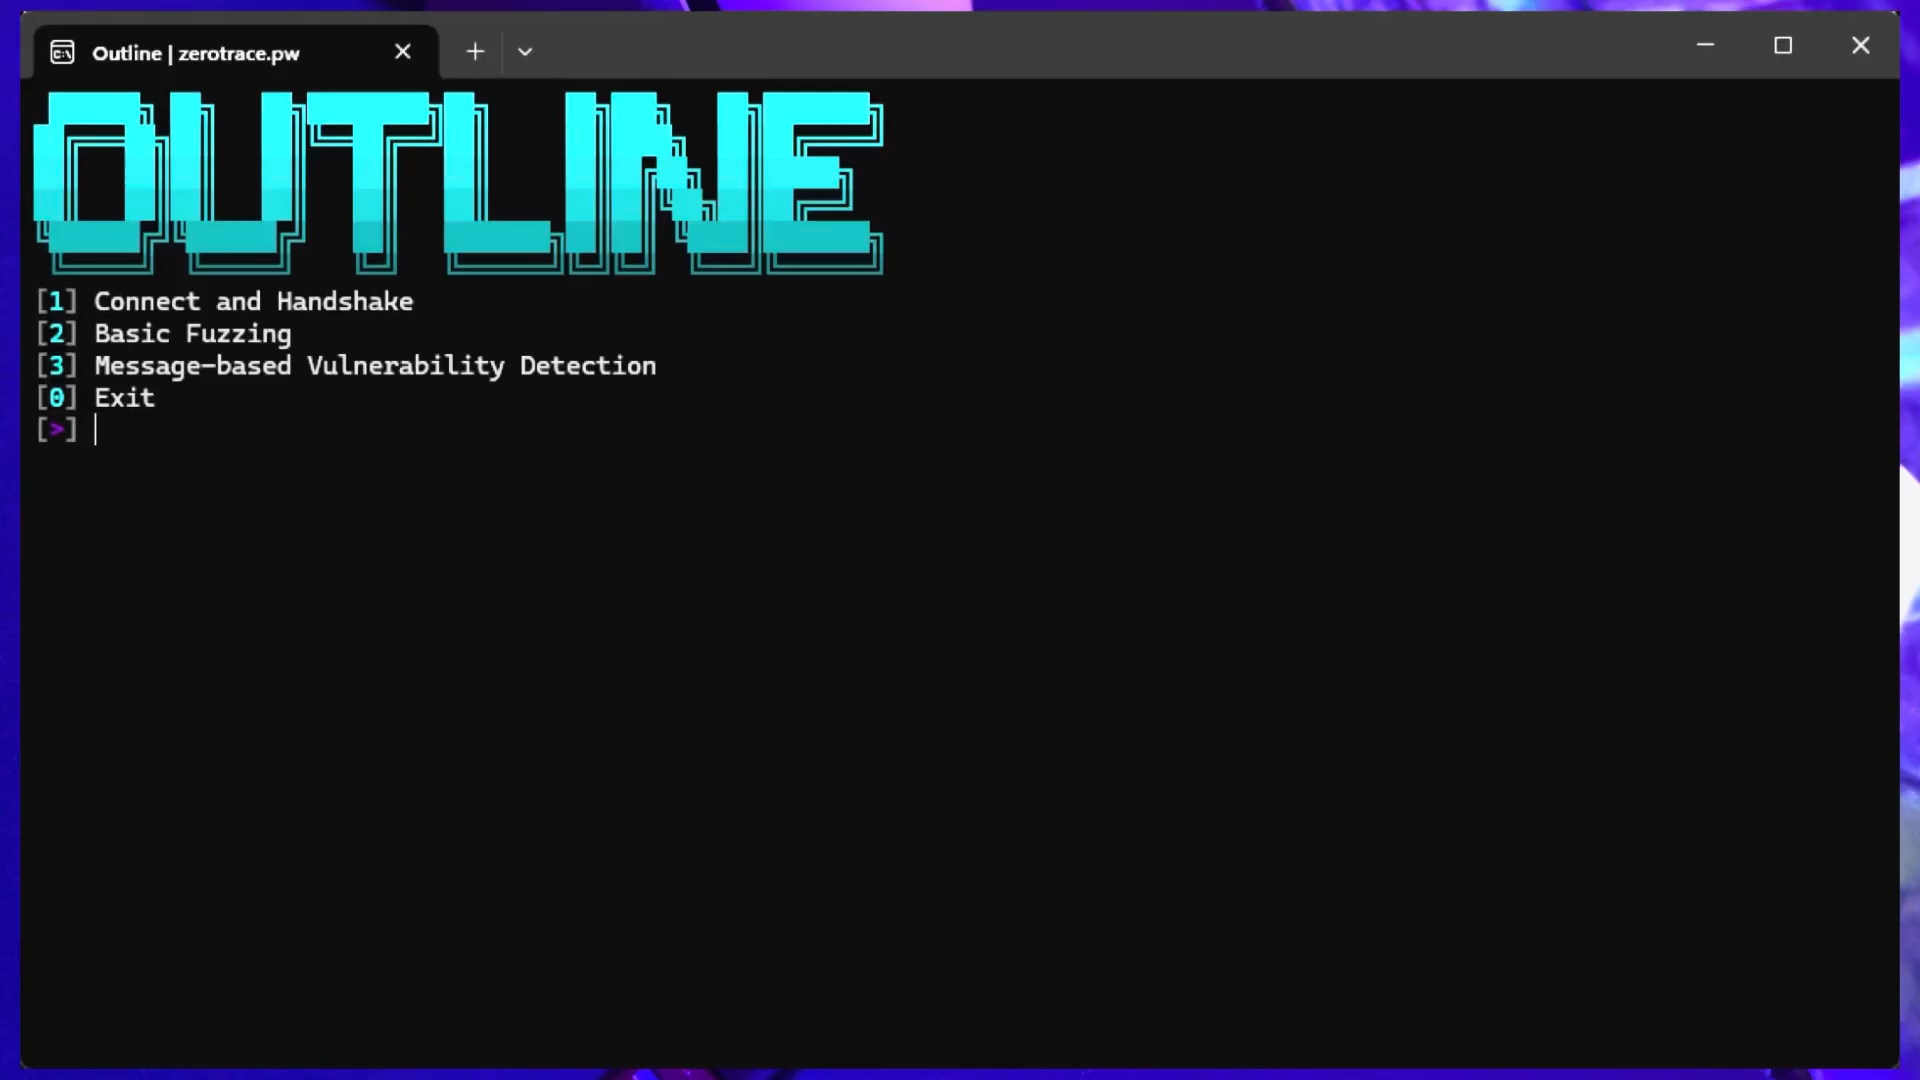 Outline | zerotrace.pw
OUTLINE
[1] Connect and Handshake
[2] Basic Fuzzing
[3] Message-based Vulnerability Detection
[0] Exit
[>]